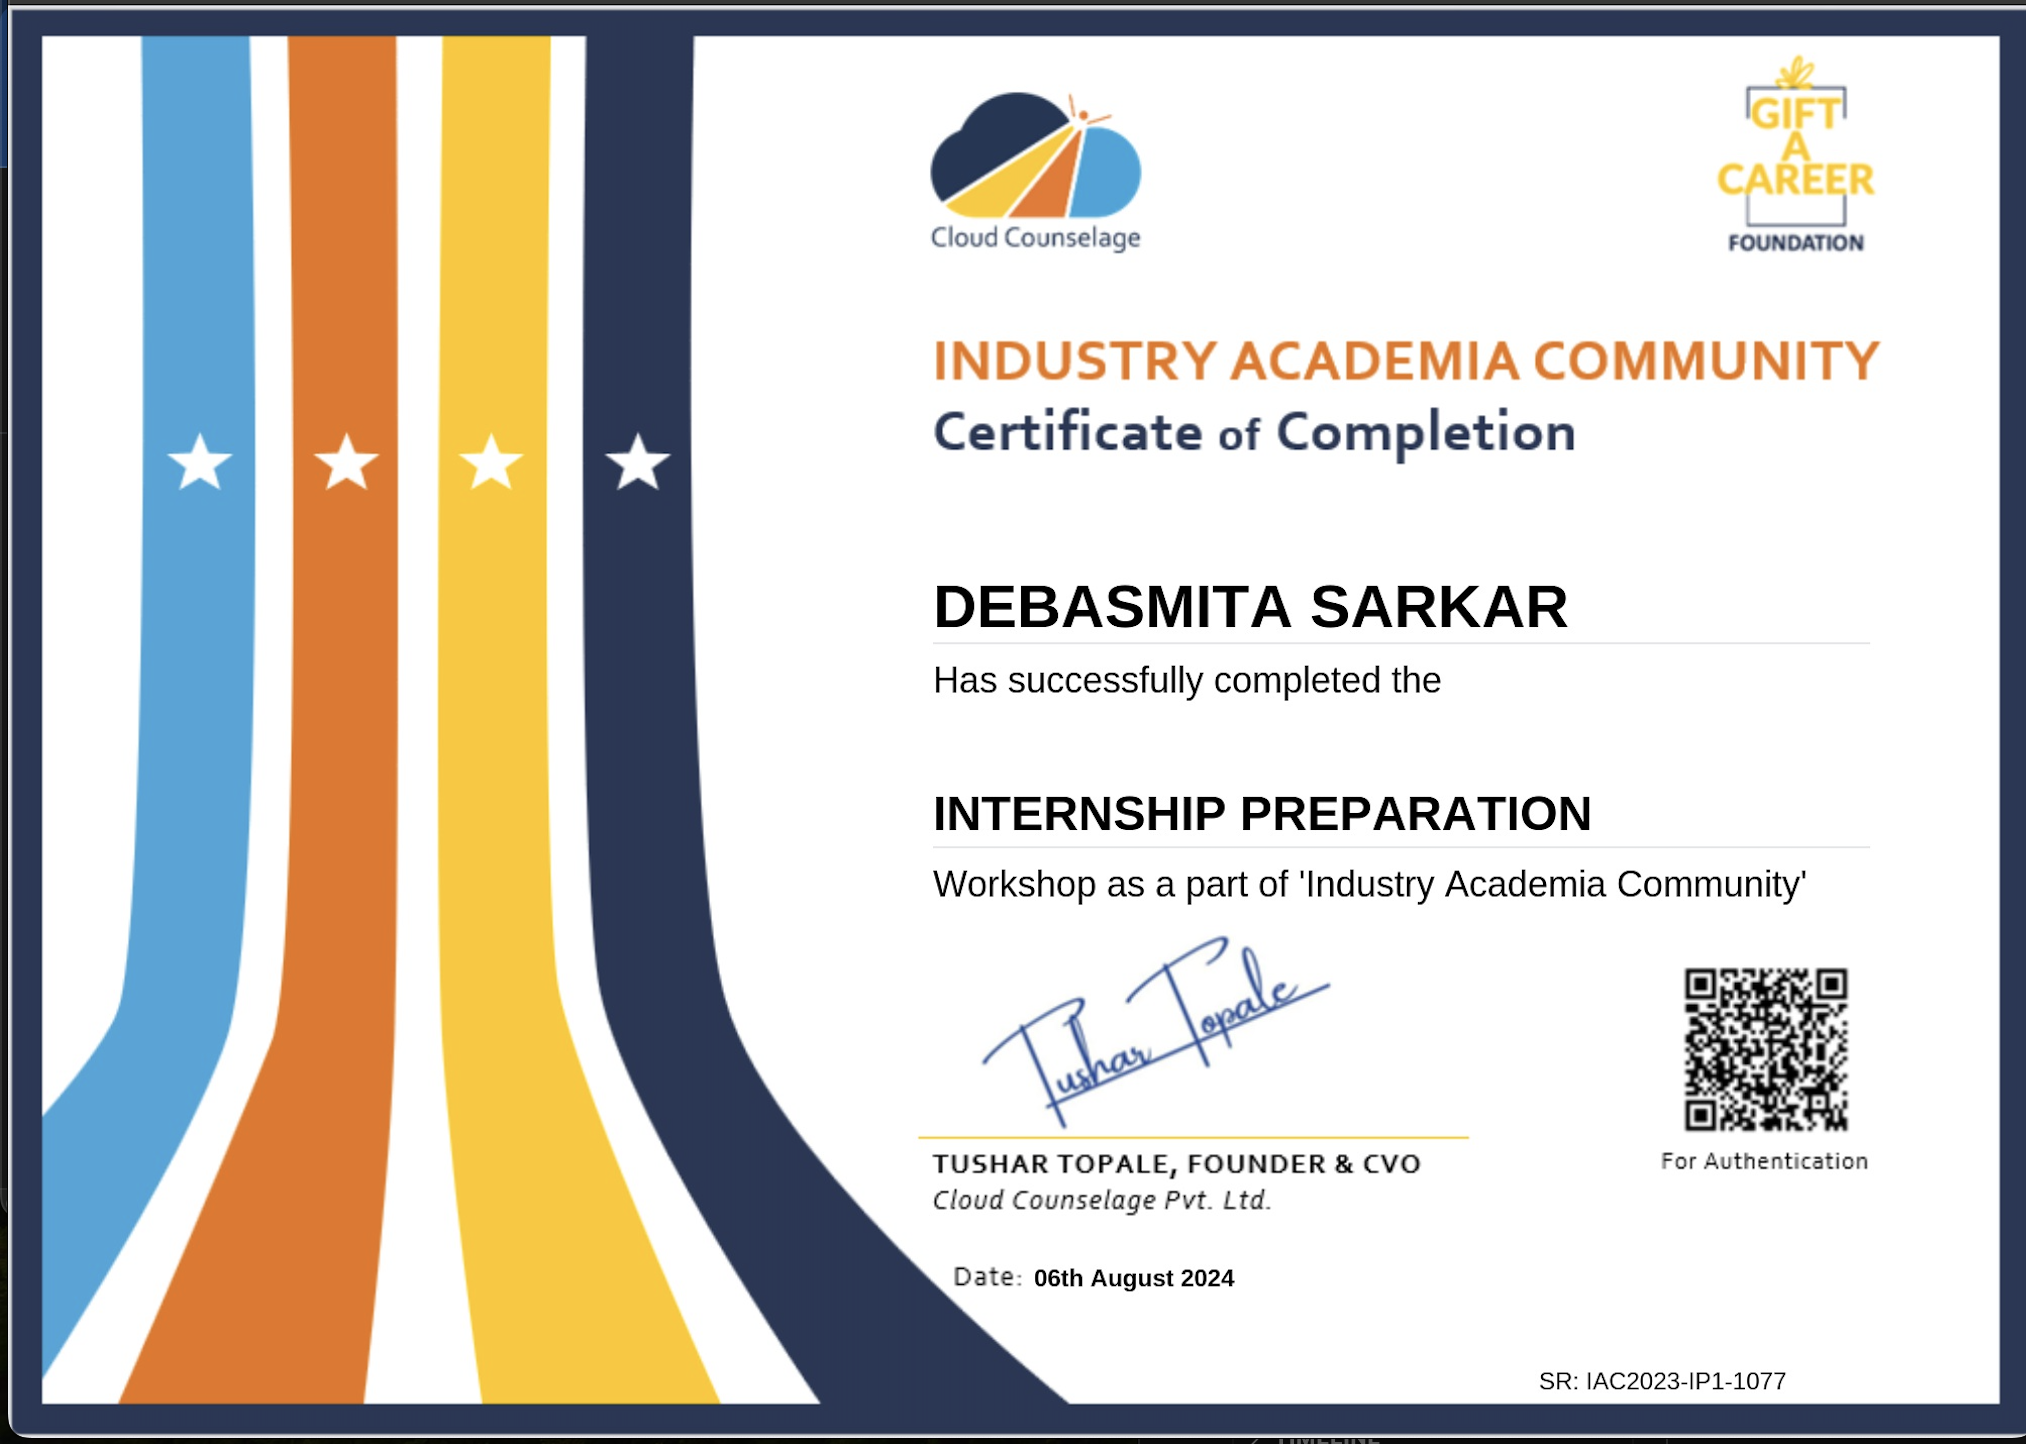 Cloud Counselage
GIFT
A
CAREER
FOUNDATION
INDUSTRY ACADEMIA COMMUNITY
Certificate of Completion
DEBASMITA SARKAR
Has successfully completed the
INTERNSHIP PREPARATION
Workshop as a part of 'Industry Academia Community'
Tushar Topale
TUSHAR TOPALE, FOUNDER & CVO
Cloud Counselage Pvt. Ltd.
For Authentication
Date: 06th August 2024
SR: IAC2023-IP1-1077